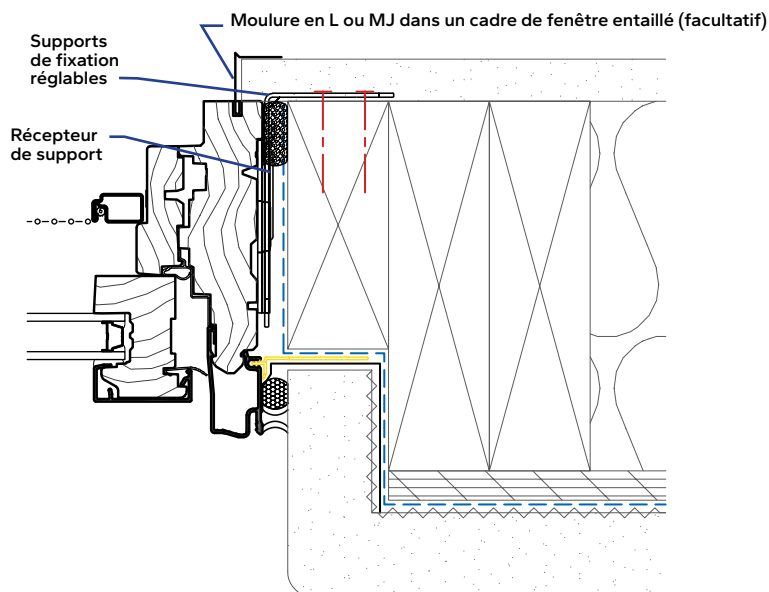 Moulure en L ou MJ dans un cadre de fenêtre entaillé (facultatif)
Supports
de fixation
réglables
Récepteur
de support